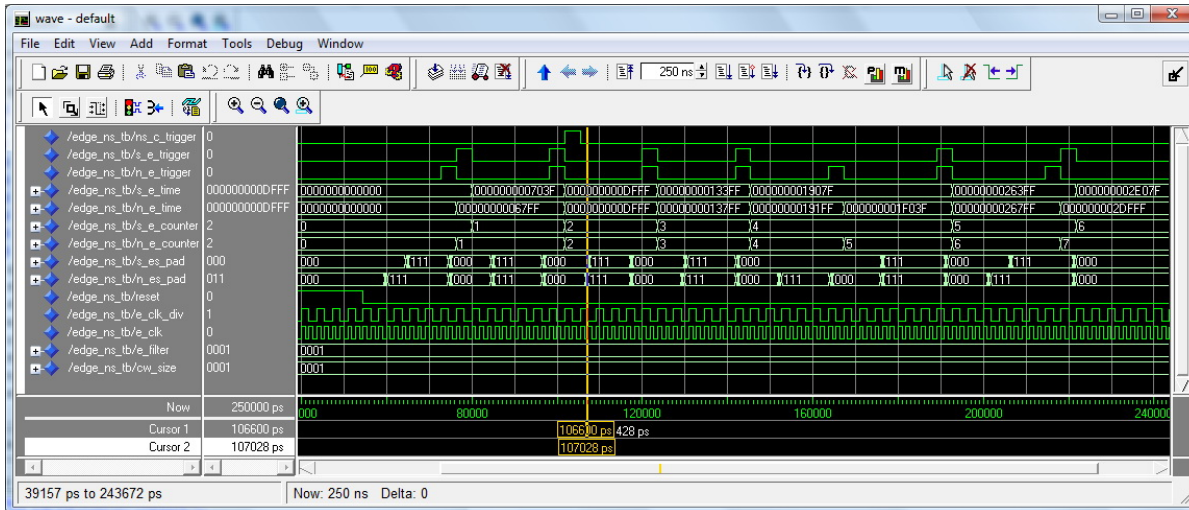 wave - default
File Edit View Add Format Tools Debug Window
250 ns
/edge_ns_tb/ns_c_trigger 0
/edge_ns_tb/s_e_trigger 0
/edge_ns_tb/n_e_trigger 0
/edge_ns_tb/s_e_time 000000000DFFF 0000000000000 000000000703F 000000000DFFF 00000000133FF 000000001907F 00000000263FF 000000002E07F
/edge_ns_tb/n_e_time 000000000DFFF 0000000000000 00000000067FF 000000000DFFF 00000000137FF 00000000191FF 000000001F03F 00000000267FF 000000002DFFF
/edge_ns_tb/s_e_counter 2 0 1 2 3 4 5 6
/edge_ns_tb/n_e_counter 2 0 1 2 3 4 5 6 7
/edge_ns_tb/s_es_pad 000 000 111 000 111 000 111 000 111 000 111 000 111 000
/edge_ns_tb/n_es_pad 011 000 111 000 111 000 111 000 111 000 111 000 111 000 111 000
/edge_ns_tb/reset 0
/edge_ns_tb/e_clk_div 1
/edge_ns_tb/e_clk 0
/edge_ns_tb/e_filter 0001 0001
/edge_ns_tb/cw_size 0001 0001
Now 250000 ps 000 80000 120000 160000 200000 240000
Cursor 1 106600 ps 106600 ps 428 ps
Cursor 2 107028 ps 107028 ps
39157 ps to 243672 ps Now: 250 ns Delta: 0